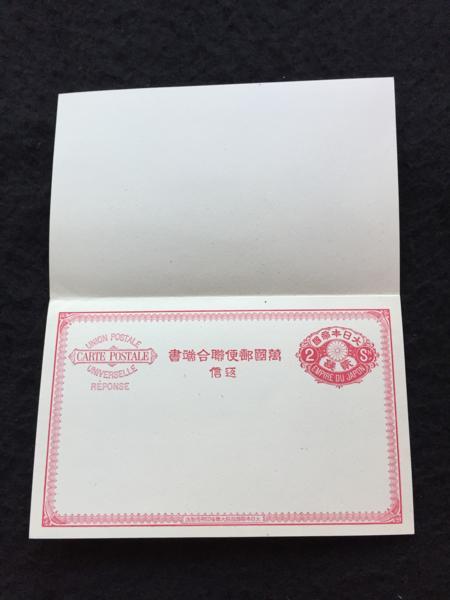 UNION POSTALE
CARTE POSTALE
UNIVERSELLE
RÉPONSE
書端合聯便郵國萬
信返
國帝本日大
2 Sn
EMPIRE DU JAPON